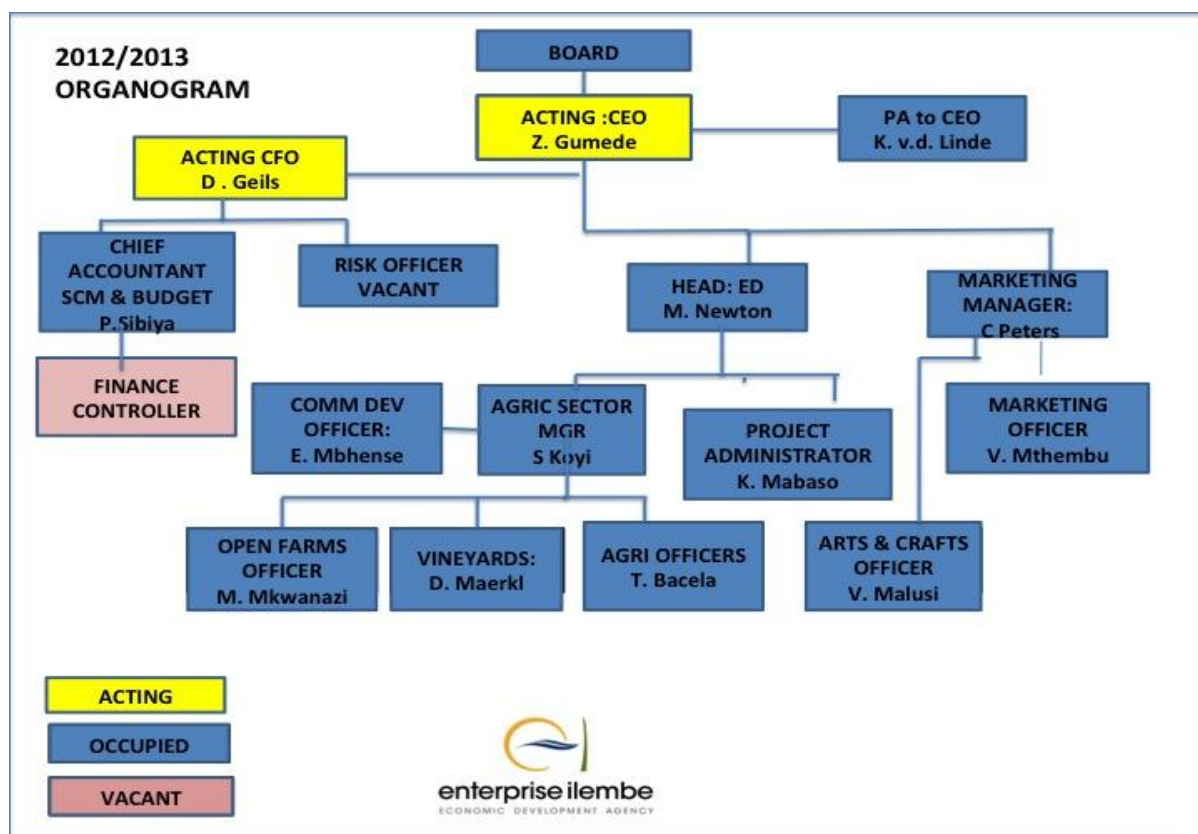 2012/2013
ORGANOGRAM
BOARD
ACTING :CEO
Z. Gumede
PA to CEO
K. v.d. Linde
ACTING CFO
D . Geils
CHIEF
ACCOUNTANT
SCM & BUDGET
P.Sibiya
RISK OFFICER
VACANT
HEAD: ED
M. Newton
MARKETING
MANAGER:
C Peters
FINANCE
CONTROLLER
COMM DEV
OFFICER:
E. Mbhense
AGRIC SECTOR
MGR
S Koyi
PROJECT
ADMINISTRATOR
K. Mabaso
MARKETING
OFFICER
V. Mthembu
OPEN FARMS
OFFICER
M. Mkwanazi
VINEYARDS:
D. Maerkl
AGRI OFFICERS
T. Bacela
ARTS & CRAFTS
OFFICER
V. Malusi
ACTING
OCCUPIED
VACANT
enterprise ilembe
ECONOMIC DEVELOPMENT AGENCY